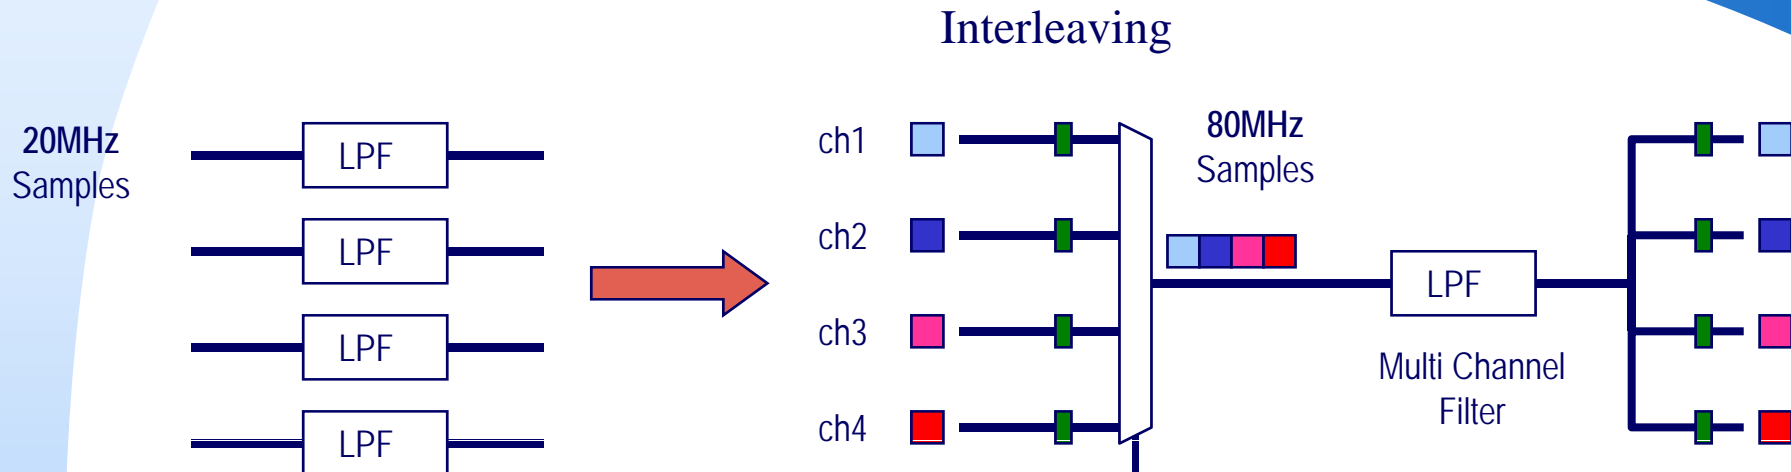 Interleaving
20MHz
Samples
LPF
LPF
LPF
LPF
ch1
ch2
ch3
ch4
80MHz
Samples
LPF
Multi Channel
Filter